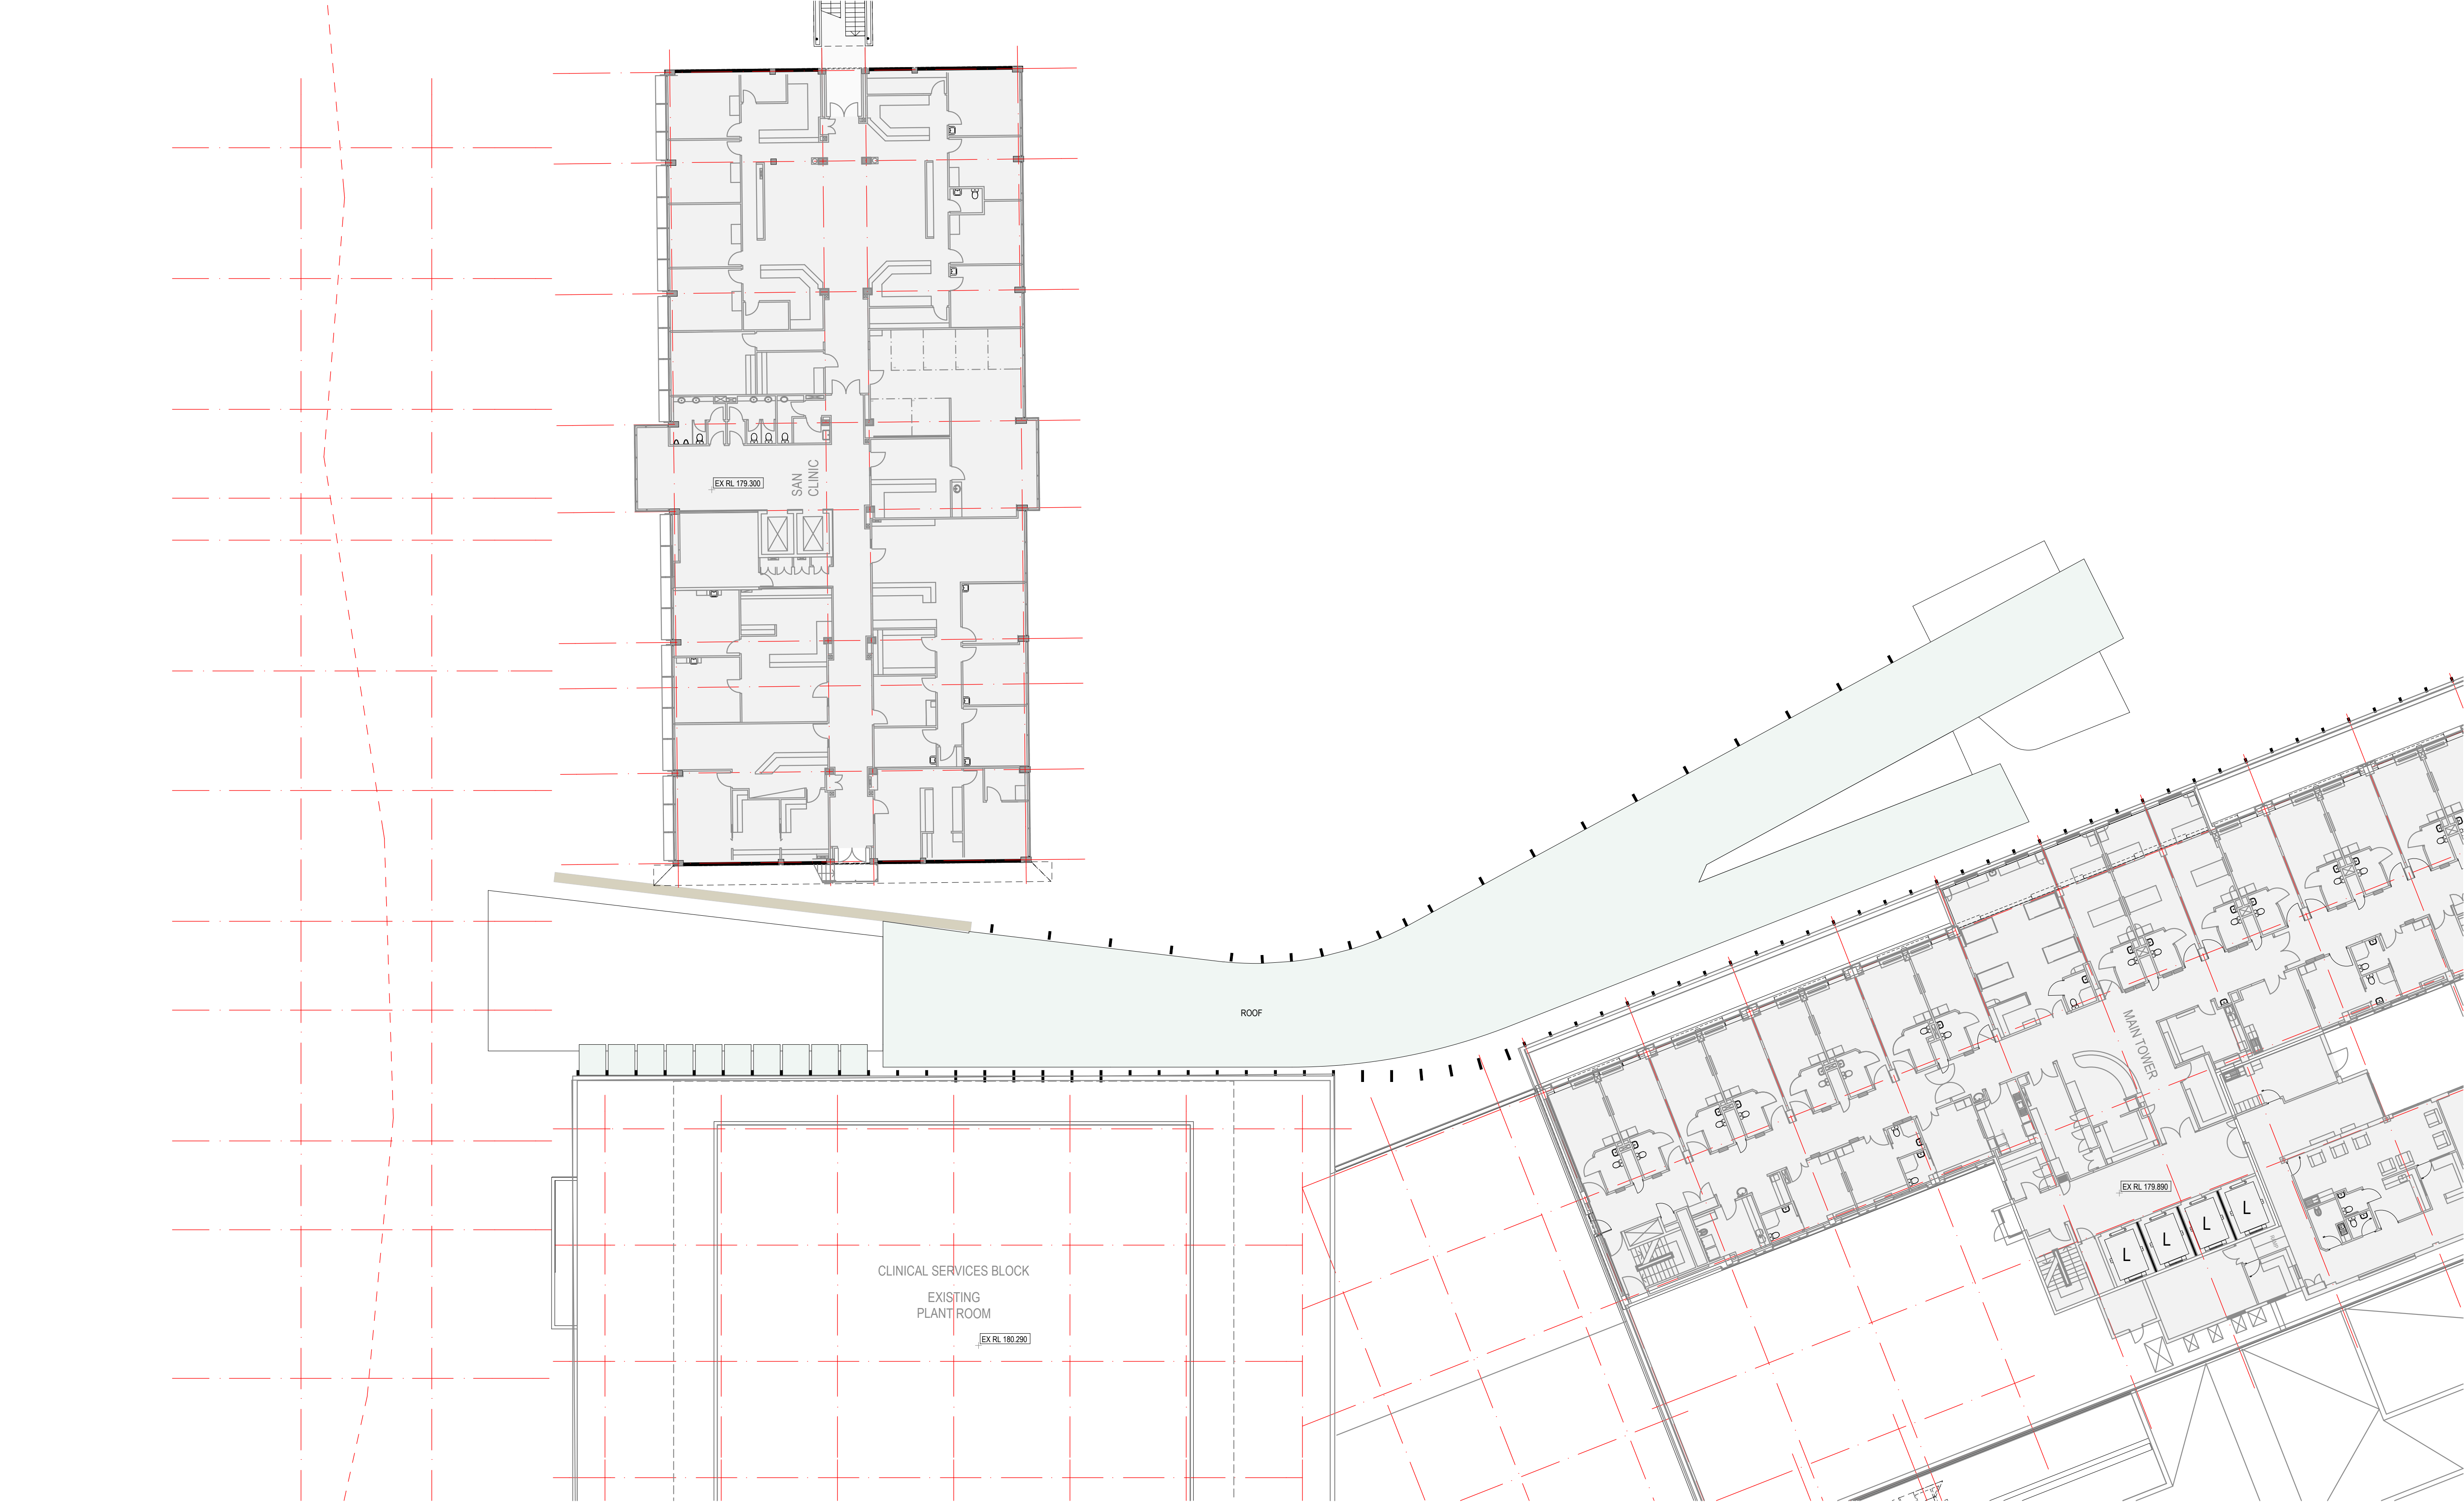 EX RL 179.300
SAN
CLINIC
ROOF
MAIN TOWER
EX RL 179.890
L
L
L
L
CLINICAL SERVICES BLOCK
EXISTING
PLANT ROOM
EX RL 180.290